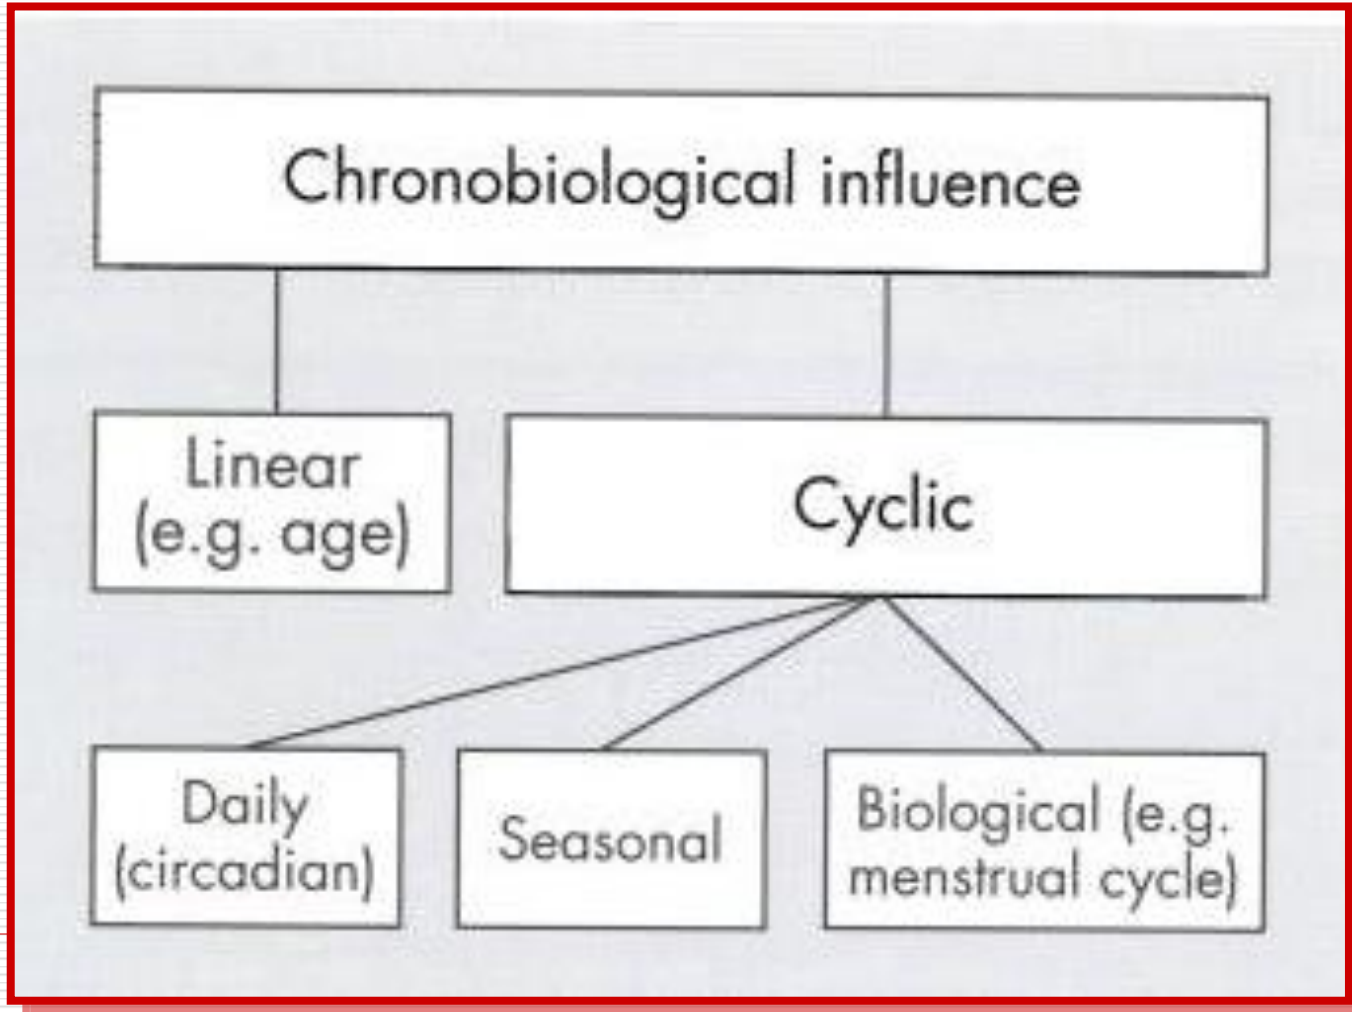 Chronobiological influence
Linear
(e.g. age)
Cyclic
Daily
(circadian)
Seasonal
Biological (e.g.
menstrual cycle)